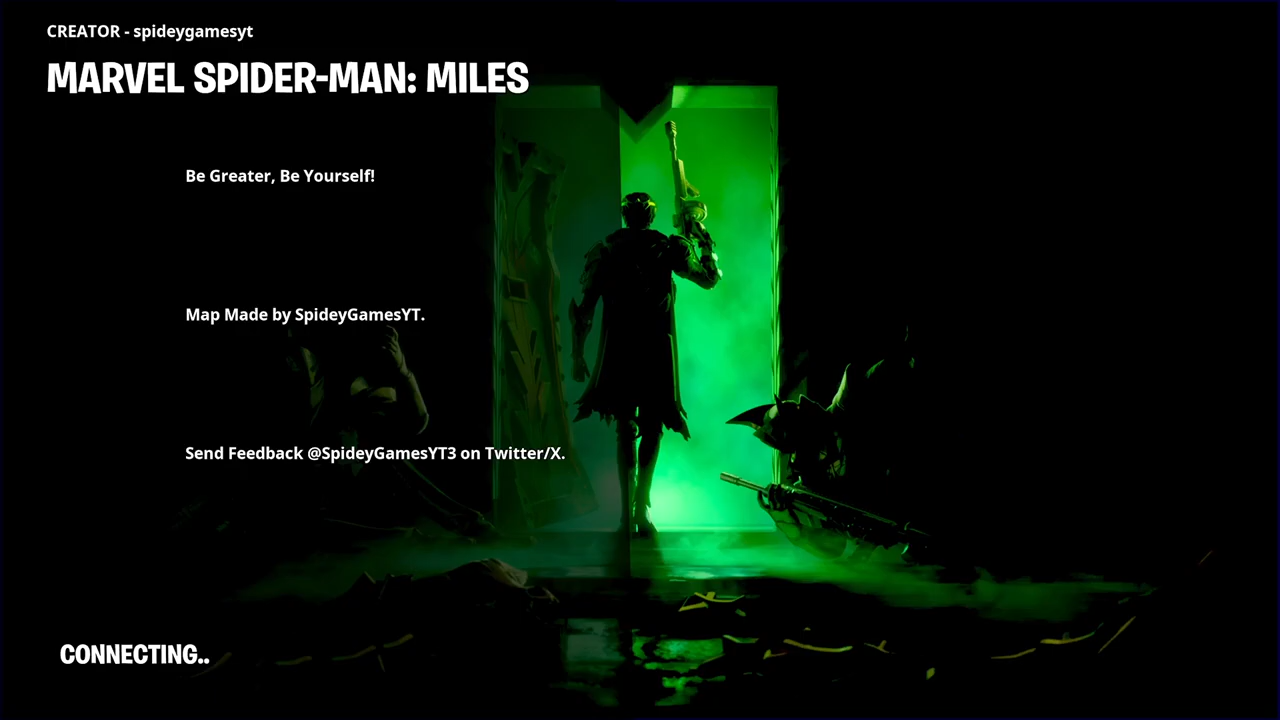 CREATOR - spideygamesyt
MARVEL SPIDER-MAN: MILES
Be Greater, Be Yourself!
Map Made by SpideyGamesYT.
Send Feedback @SpideyGamesYT3 on Twitter/X.
CONNECTING..